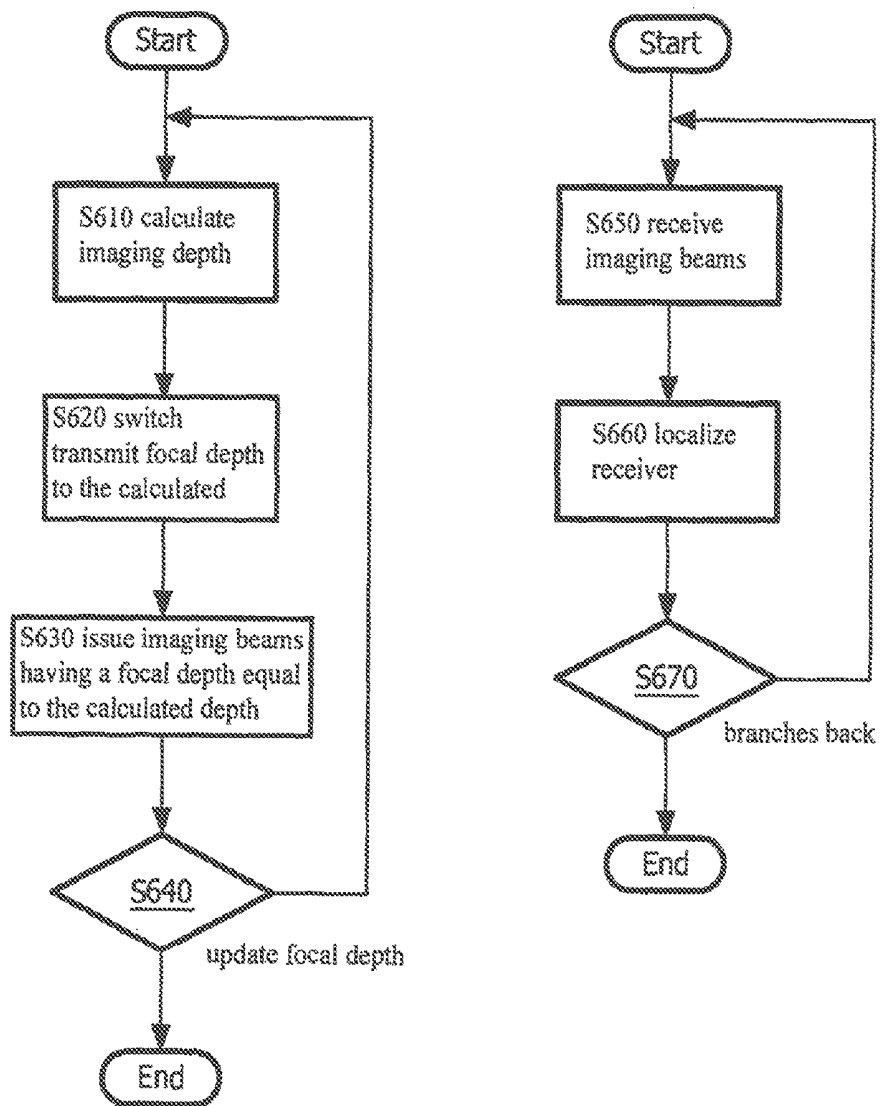 Start
S610 calculate
imaging depth
S620 switch
transmit focal depth
to the calculated
S630 issue imaging beams
having a focal depth equal
to the calculated depth
S640
update focal depth
End
Start
S650 receive
imaging beams
S660 localize
receiver
S670
branches back
End